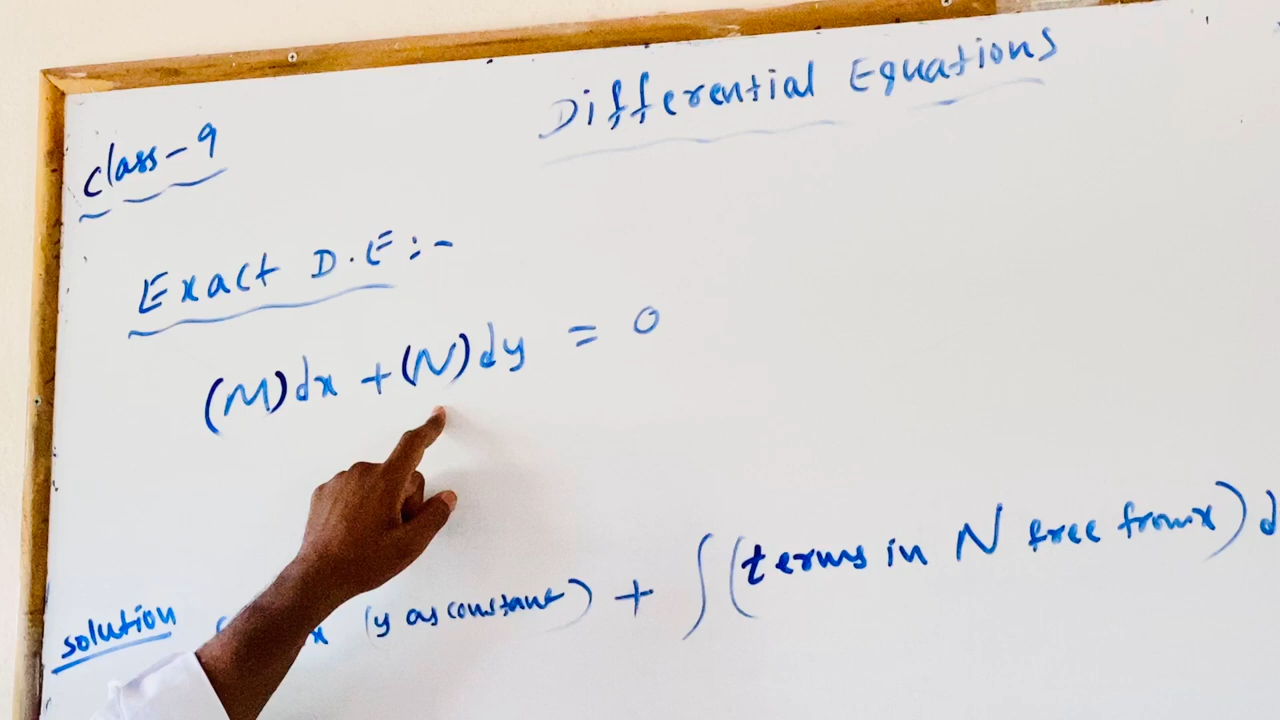 Differential Equations
Class-9
Exact D.E:-
(M)dx + (N)dy = 0
solution x (y as constant) + ∫(terms in N free from x) d